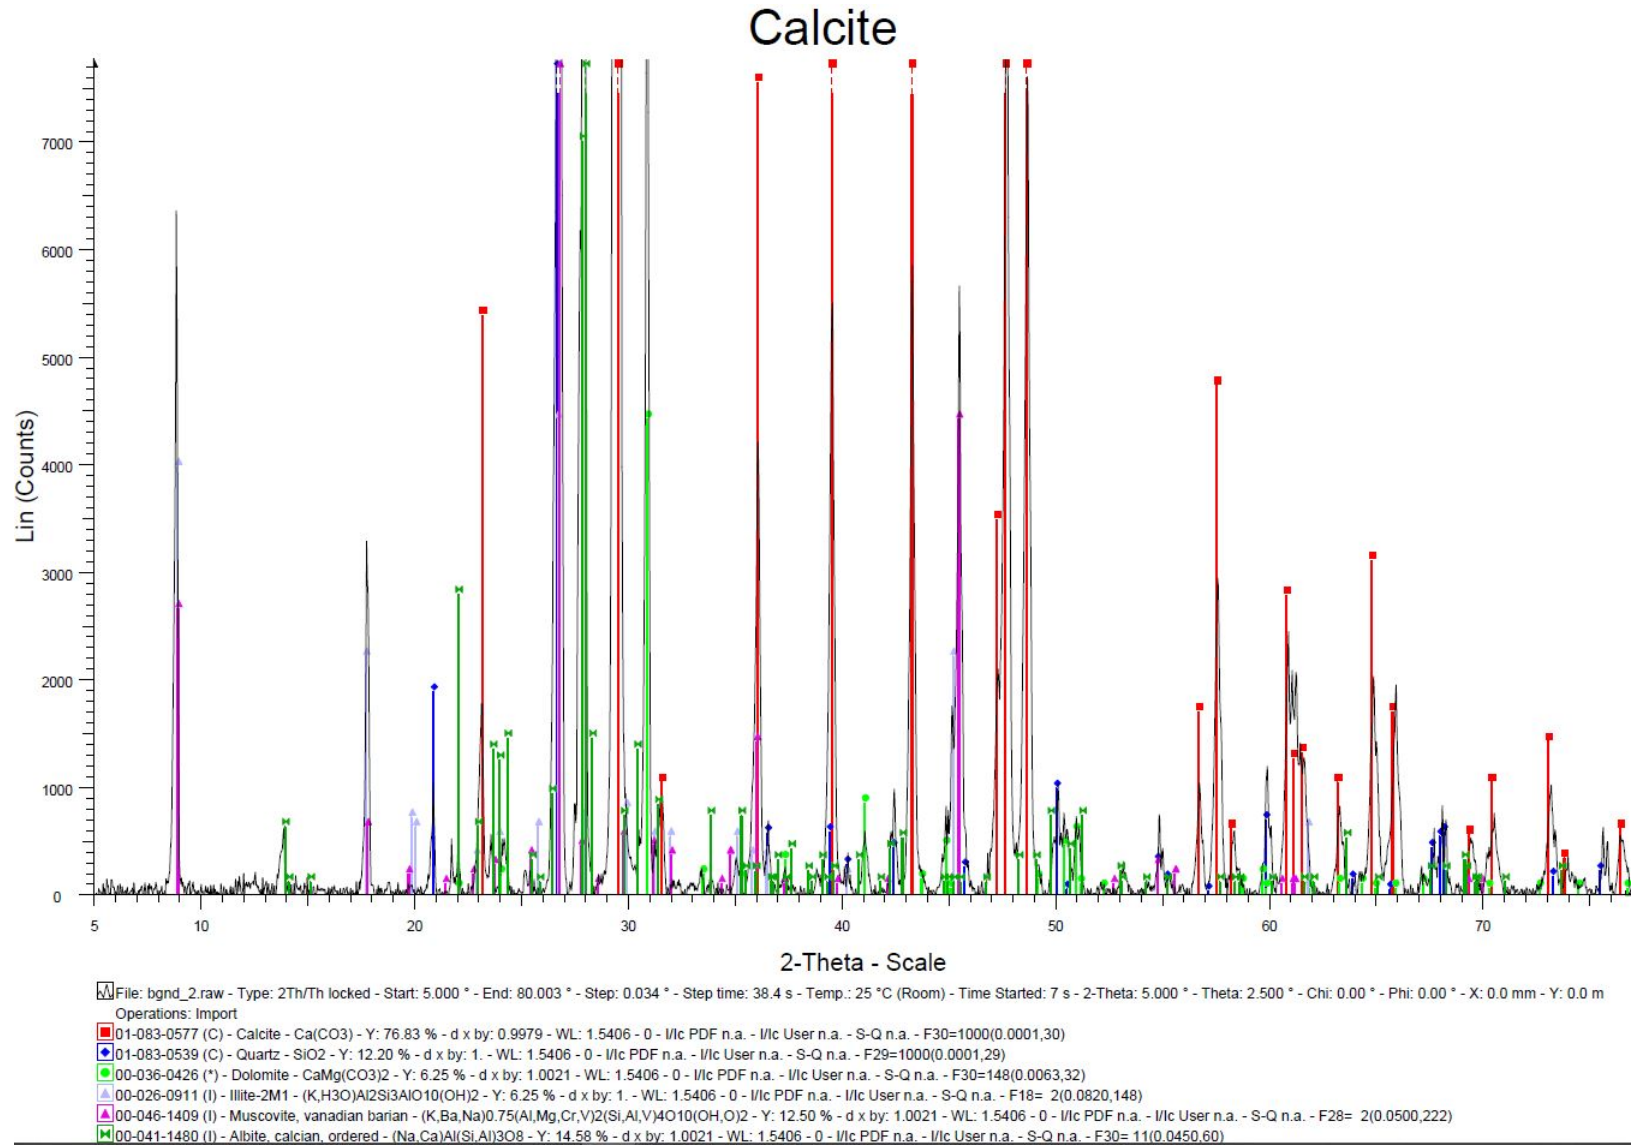 Calcite
Lin (Counts)
7000
6000
5000
4000
3000
2000
1000
0
5 10 20 30 40 50 60 70
2-Theta - Scale
File: bgnd_2.raw - Type: 2Th/Th locked - Start: 5.000 ° - End: 80.003 ° - Step: 0.034 ° - Step time: 38.4 s - Temp.: 25 °C (Room) - Time Started: 7 s - 2-Theta: 5.000 ° - Theta: 2.500 ° - Chi: 0.00 ° - Phi: 0.00 ° - X: 0.0 mm - Y: 0.0 m
Operations: Import
01-083-0577 (C) - Calcite - Ca(CO3) - Y: 76.83 % - d x by: 0.9979 - WL: 1.5406 - 0 - I/Ic PDF n.a. - I/Ic User n.a. - S-Q n.a. - F30=1000(0.0001,30)
01-083-0539 (C) - Quartz - SiO2 - Y: 12.20 % - d x by: 1. - WL: 1.5406 - 0 - I/Ic PDF n.a. - I/Ic User n.a. - S-Q n.a. - F29=1000(0.0001,29)
00-036-0426 (*) - Dolomite - CaMg(CO3)2 - Y: 6.25 % - d x by: 1.0021 - WL: 1.5406 - 0 - I/Ic PDF n.a. - I/Ic User n.a. - S-Q n.a. - F30=148(0.0063,32)
00-026-0911 (I) - Illite-2M1 - (K,H3O)Al2Si3AlO10(OH)2 - Y: 6.25 % - d x by: 1. - WL: 1.5406 - 0 - I/Ic PDF n.a. - I/Ic User n.a. - S-Q n.a. - F18= 2(0.0820,148)
00-046-1409 (I) - Muscovite, vanadian barian - (K,Ba,Na)0.75(Al,Mg,Cr,V)2(Si,Al,V)4O10(OH,O)2 - Y: 12.50 % - d x by: 1.0021 - WL: 1.5406 - 0 - I/Ic PDF n.a. - I/Ic User n.a. - S-Q n.a. - F28= 2(0.0500,222)
00-041-1480 (I) - Albite, calcian, ordered - (Na,Ca)Al(Si,Al)3O8 - Y: 14.58 % - d x by: 1.0021 - WL: 1.5406 - 0 - I/Ic PDF n.a. - I/Ic User n.a. - S-Q n.a. - F30= 11(0.0450,60)